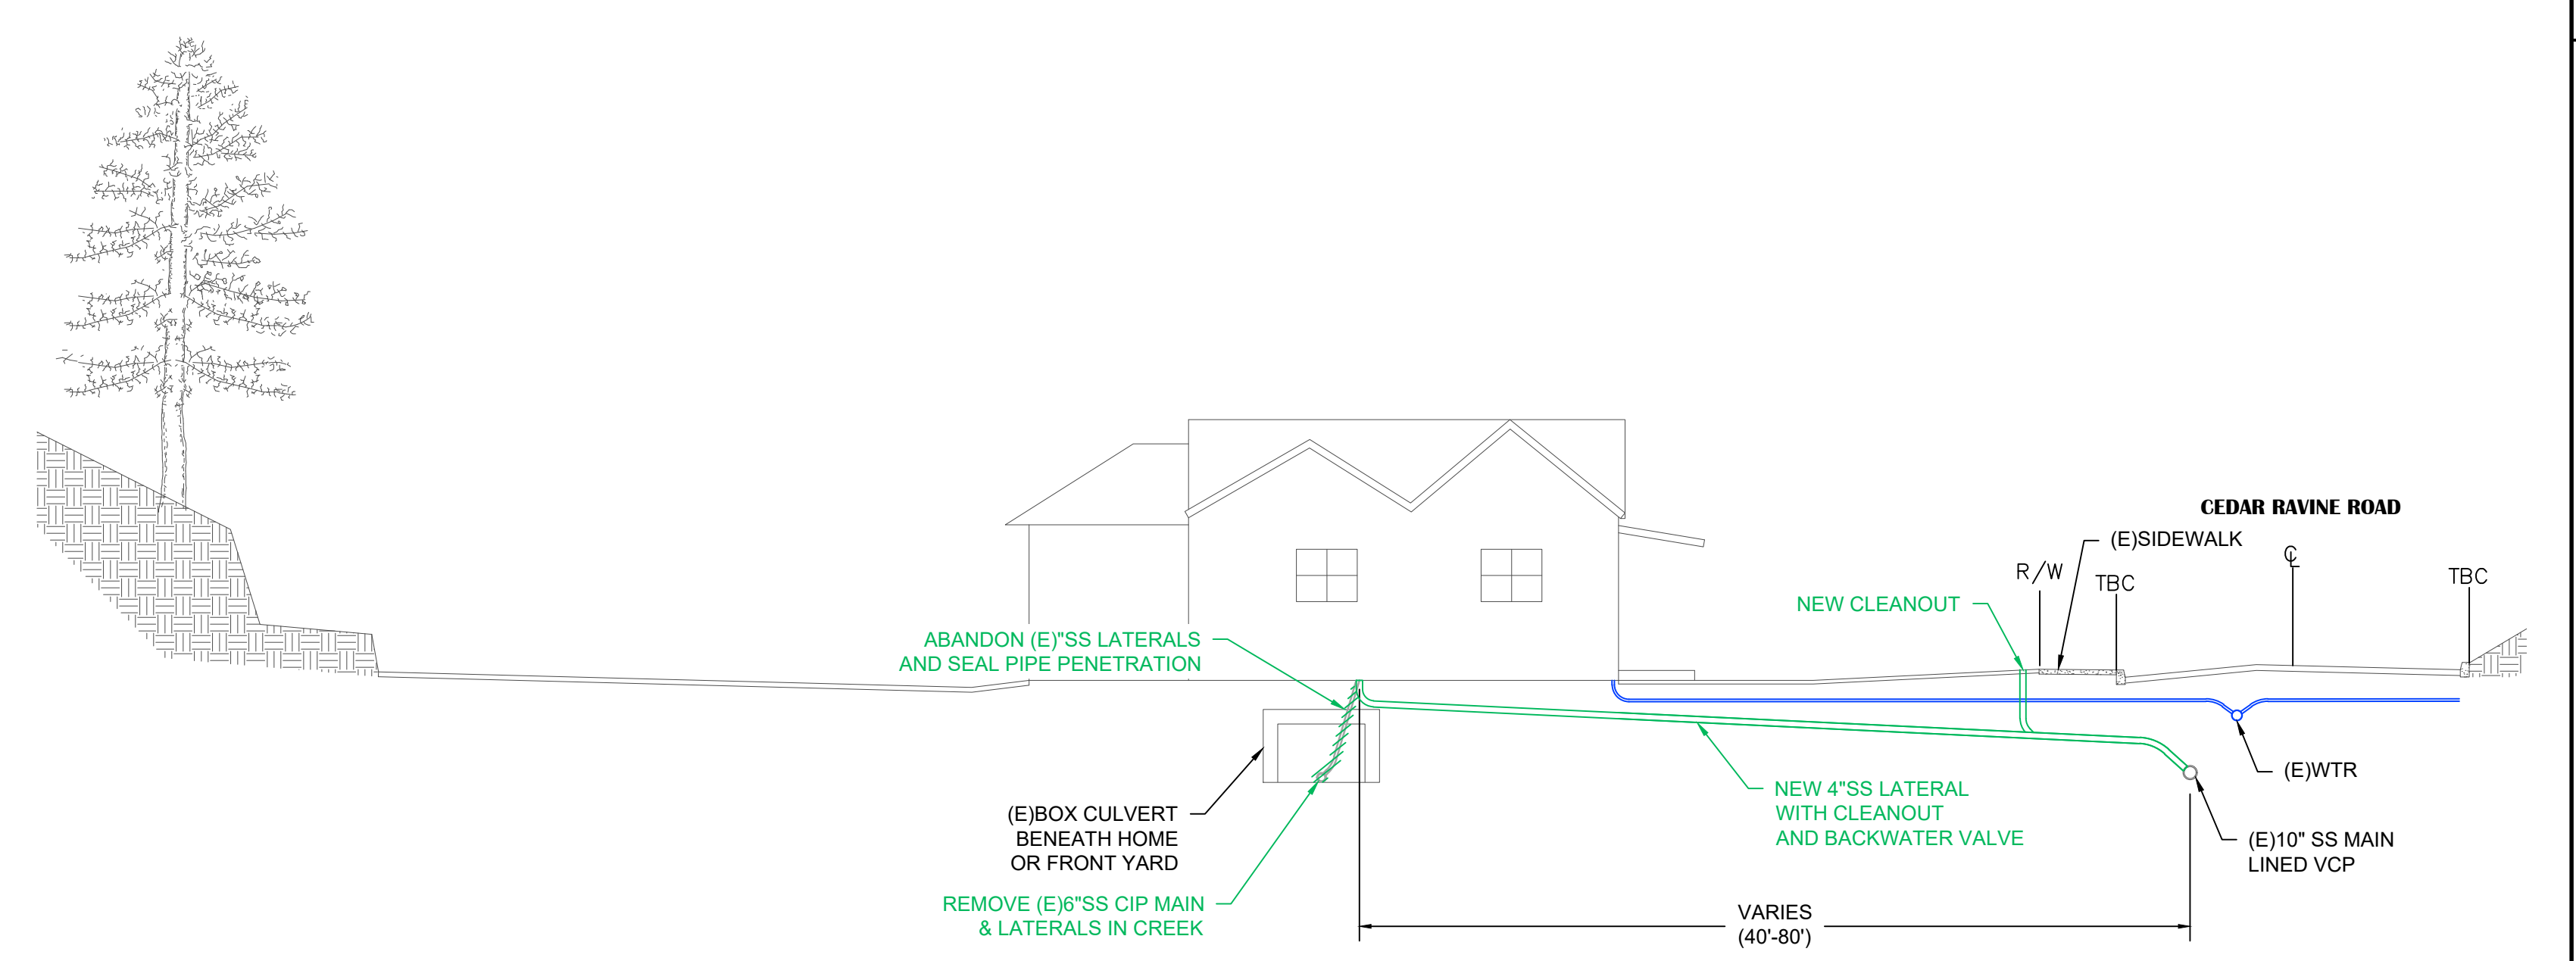 CEDAR RAVINE ROAD
(E)SIDEWALK
℄
R/W
TBC
TBC
NEW CLEANOUT
ABANDON (E)"SS LATERALS
AND SEAL PIPE PENETRATION
(E)WTR
NEW 4"SS LATERAL
WITH CLEANOUT
AND BACKWATER VALVE
(E)BOX CULVERT
BENEATH HOME
OR FRONT YARD
(E)10" SS MAIN
LINED VCP
REMOVE (E)6"SS CIP MAIN
& LATERALS IN CREEK
VARIES
(40'-80')